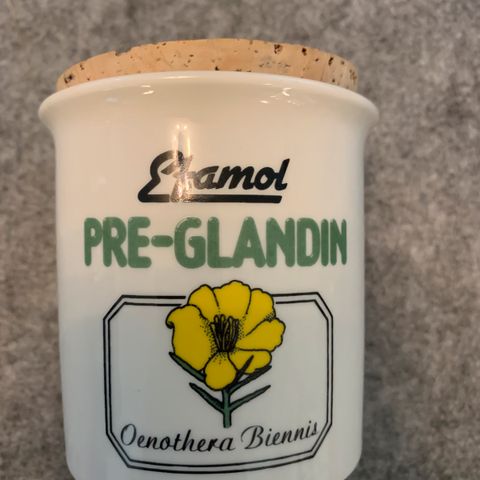 Efamol
PRE-GLANDIN
Oenothera Biennis